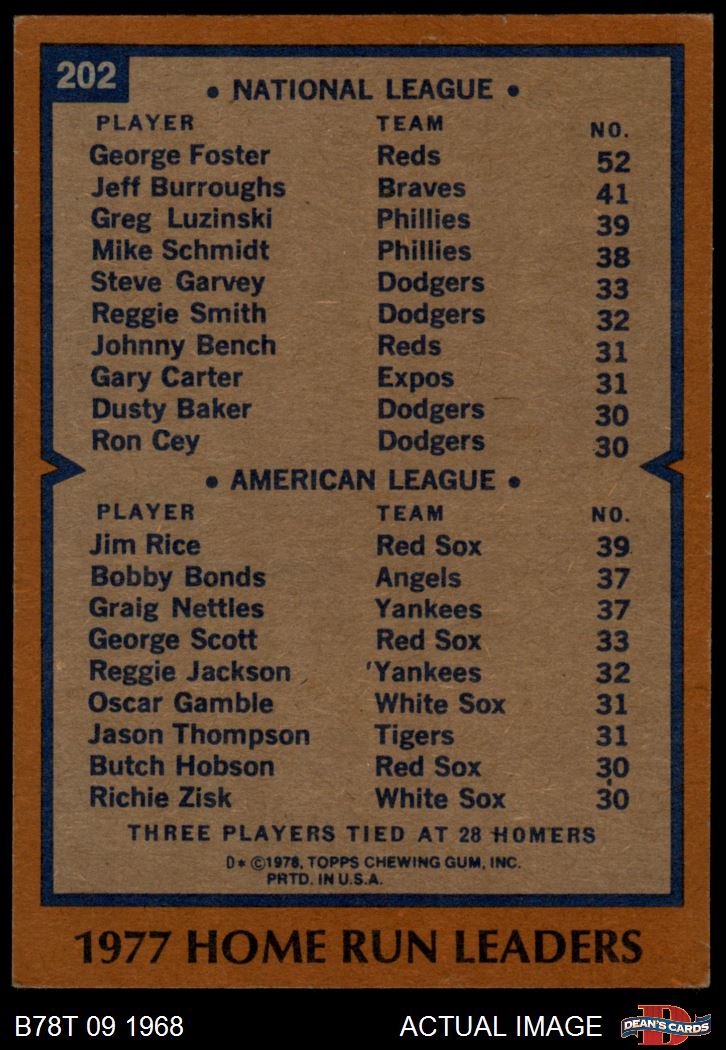 202
• NATIONAL LEAGUE •
PLAYER TEAM NO.
George Foster Reds 52
Jeff Burroughs Braves 41
Greg Luzinski Phillies 39
Mike Schmidt Phillies 38
Steve Garvey Dodgers 33
Reggie Smith Dodgers 32
Johnny Bench Reds 31
Gary Carter Expos 31
Dusty Baker Dodgers 30
Ron Cey Dodgers 30
• AMERICAN LEAGUE •
PLAYER TEAM NO.
Jim Rice Red Sox 39
Bobby Bonds Angels 37
Graig Nettles Yankees 37
George Scott Red Sox 33
Reggie Jackson 'Yankees 32
Oscar Gamble White Sox 31
Jason Thompson Tigers 31
Butch Hobson Red Sox 30
Richie Zisk White Sox 30
THREE PLAYERS TIED AT 28 HOMERS
D* ©1978, TOPPS CHEWING GUM, INC.
PRTD. IN U.S.A.
1977 HOME RUN LEADERS
B78T 09 1968 ACTUAL IMAGE
D
DEAN'S CARDS